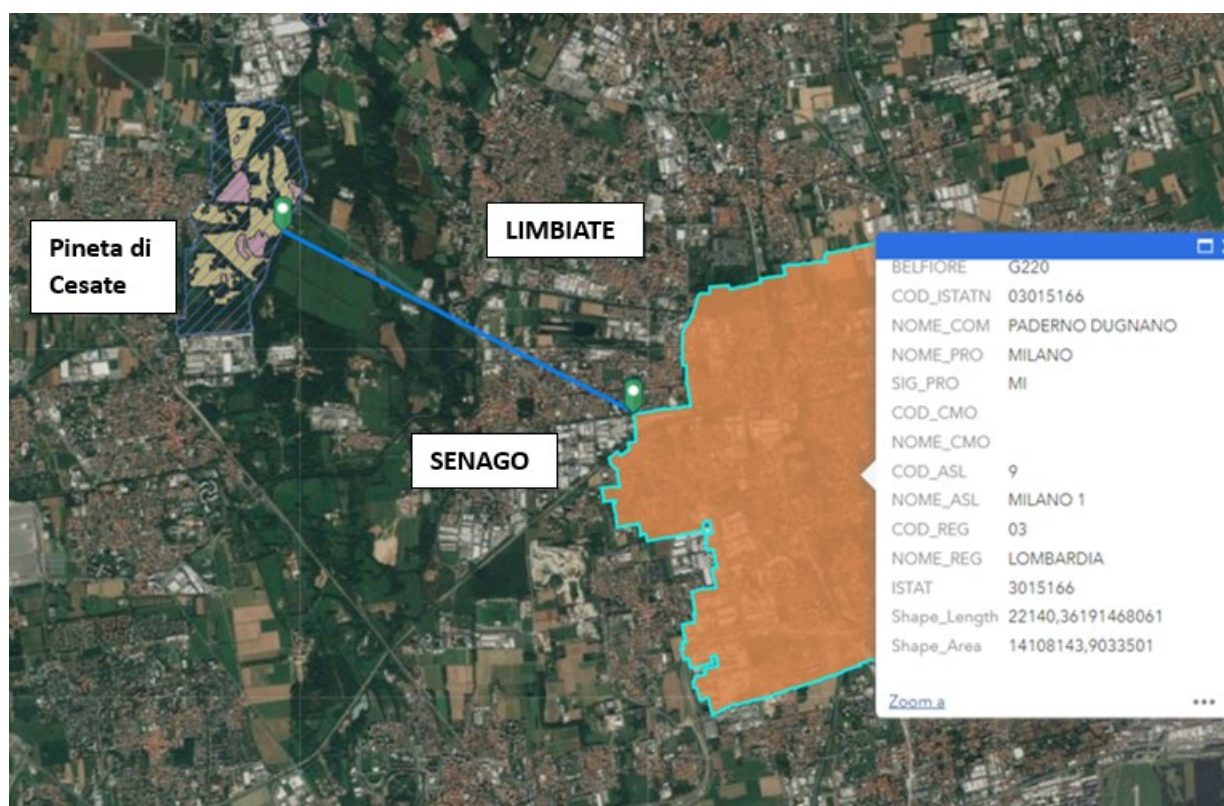 Pineta di
Cesate
LIMBIATE
SENAGO
BELFIORE G220
COD_ISTATN 03015166
NOME_COM PADERNO DUGNANO
NOME_PRO MILANO
SIG_PRO MI
COD_CMO
NOME_CMO
COD_ASL 9
NOME_ASL MILANO 1
COD_REG 03
NOME_REG LOMBARDIA
ISTAT 3015166
Shape_Length 22140,36191468061
Shape_Area 14108143,9033501
Zoom a